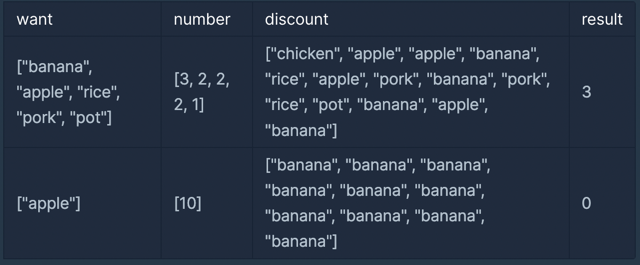 want number discount result
["banana",
"apple", "rice",
"pork", "pot"]
[3, 2, 2,
2, 1]
["chicken", "apple", "apple", "banana",
"rice", "apple", "pork", "banana", "pork",
"rice", "pot", "banana", "apple",
"banana"]
3
["apple"]
[10]
["banana", "banana", "banana",
"banana", "banana", "banana",
"banana", "banana", "banana",
"banana"]
0